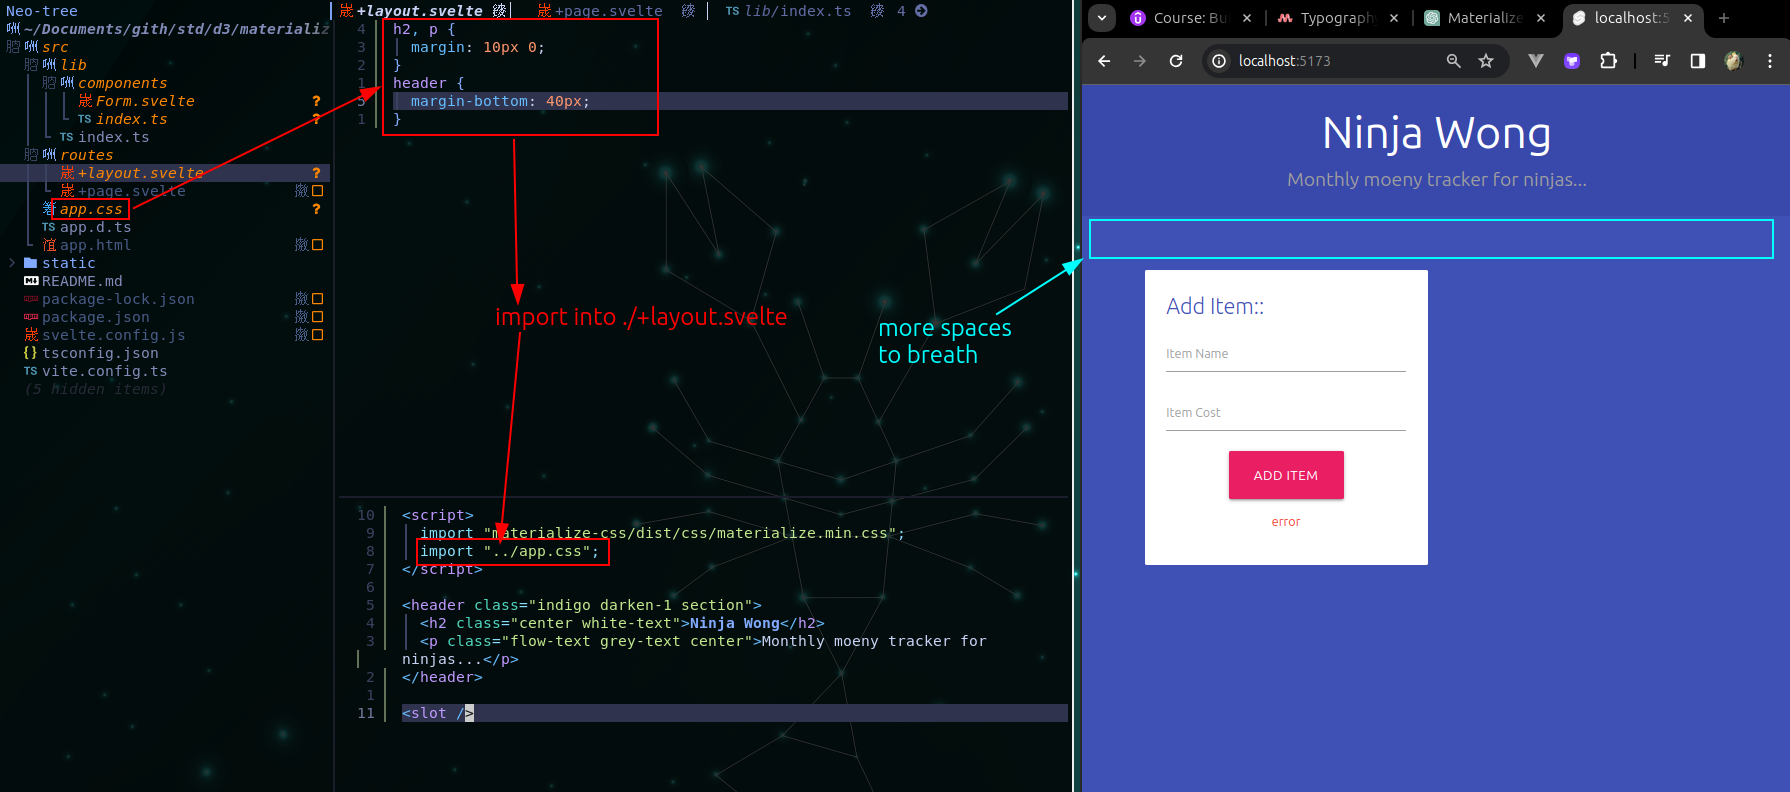 Neo-tree
~/Documents/gith/std/d3/materializ
src
lib
components
Form.svelte ?
index.ts ?
TS index.ts
routes
+layout.svelte ?
+page.svelte
app.css ?
TS app.d.ts
app.html
static
README.md
package-lock.json
package.json
svelte.config.js
{} tsconfig.json
TS vite.config.ts
(5 hidden items)
+layout.svelte +page.svelte TS lib/index.ts 4
4 h2, p {
3 margin: 10px 0;
2 }
1 header {
5 margin-bottom: 40px;
1 }
import into ./+layout.svelte
more spaces
to breath
10 <script>
9 import "materialize-css/dist/css/materialize.min.css";
8 import "../app.css";
7 </script>
6
5 <header class="indigo darken-1 section">
4 <h2 class="center white-text">Ninja Wong</h2>
3 <p class="flow-text grey-text center">Monthly moeny tracker for
ninjas...</p>
2 </header>
1
11 <slot />
Course: Bu
Typography
Materialize
localhost:5
localhost:5173
Ninja Wong
Monthly moeny tracker for ninjas...
Add Item::
Item Name
Item Cost
ADD ITEM
error